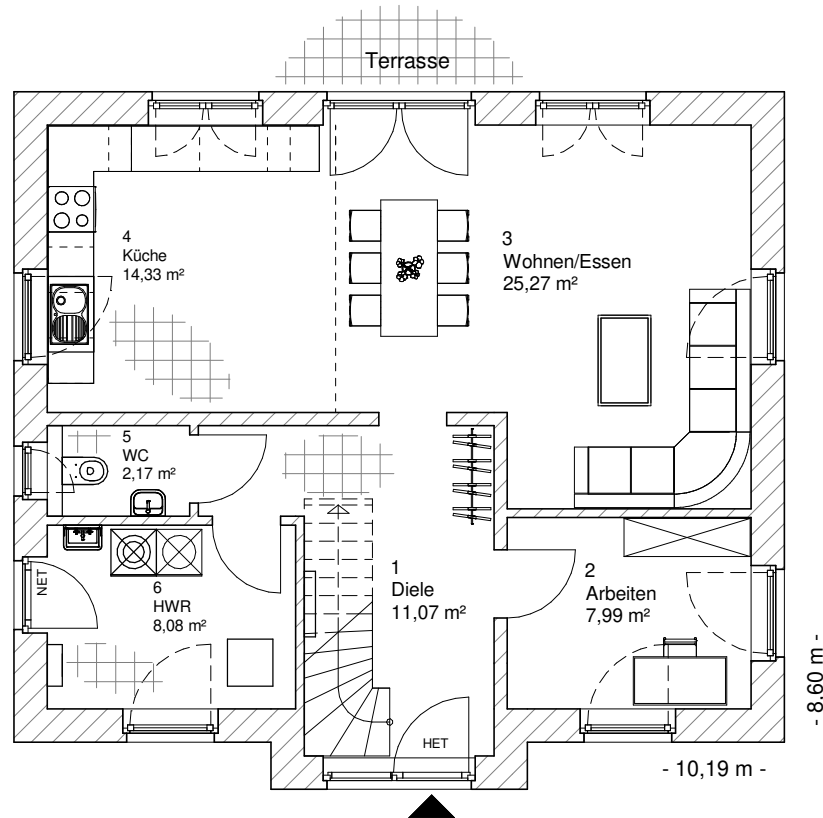 Terrasse
4
Küche
14,33 m²
3
Wohnen/Essen
25,27 m²
5
WC
2,17 m²
1
Diele
11,07 m²
2
Arbeiten
7,99 m²
NET
6
HWR
8,08 m²
HET
- 8.60 m -
- 10,19 m -